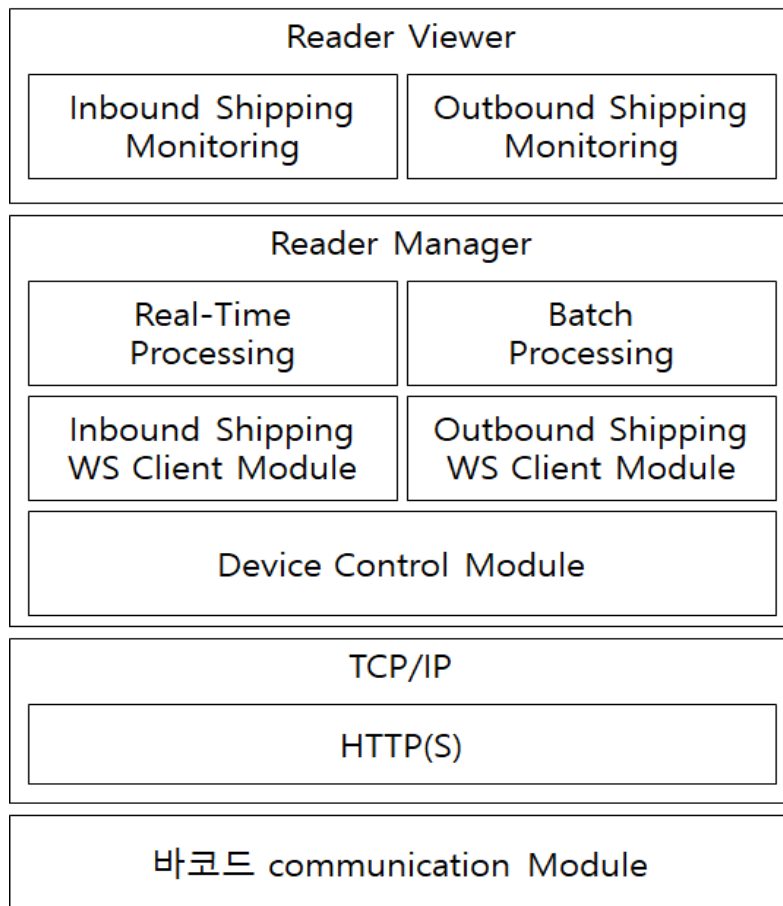 Reader Viewer
Inbound Shipping
Monitoring
Outbound Shipping
Monitoring
Reader Manager
Real-Time
Processing
Batch
Processing
Inbound Shipping
WS Client Module
Outbound Shipping
WS Client Module
Device Control Module
TCP/IP
HTTP(S)
바코드 communication Module